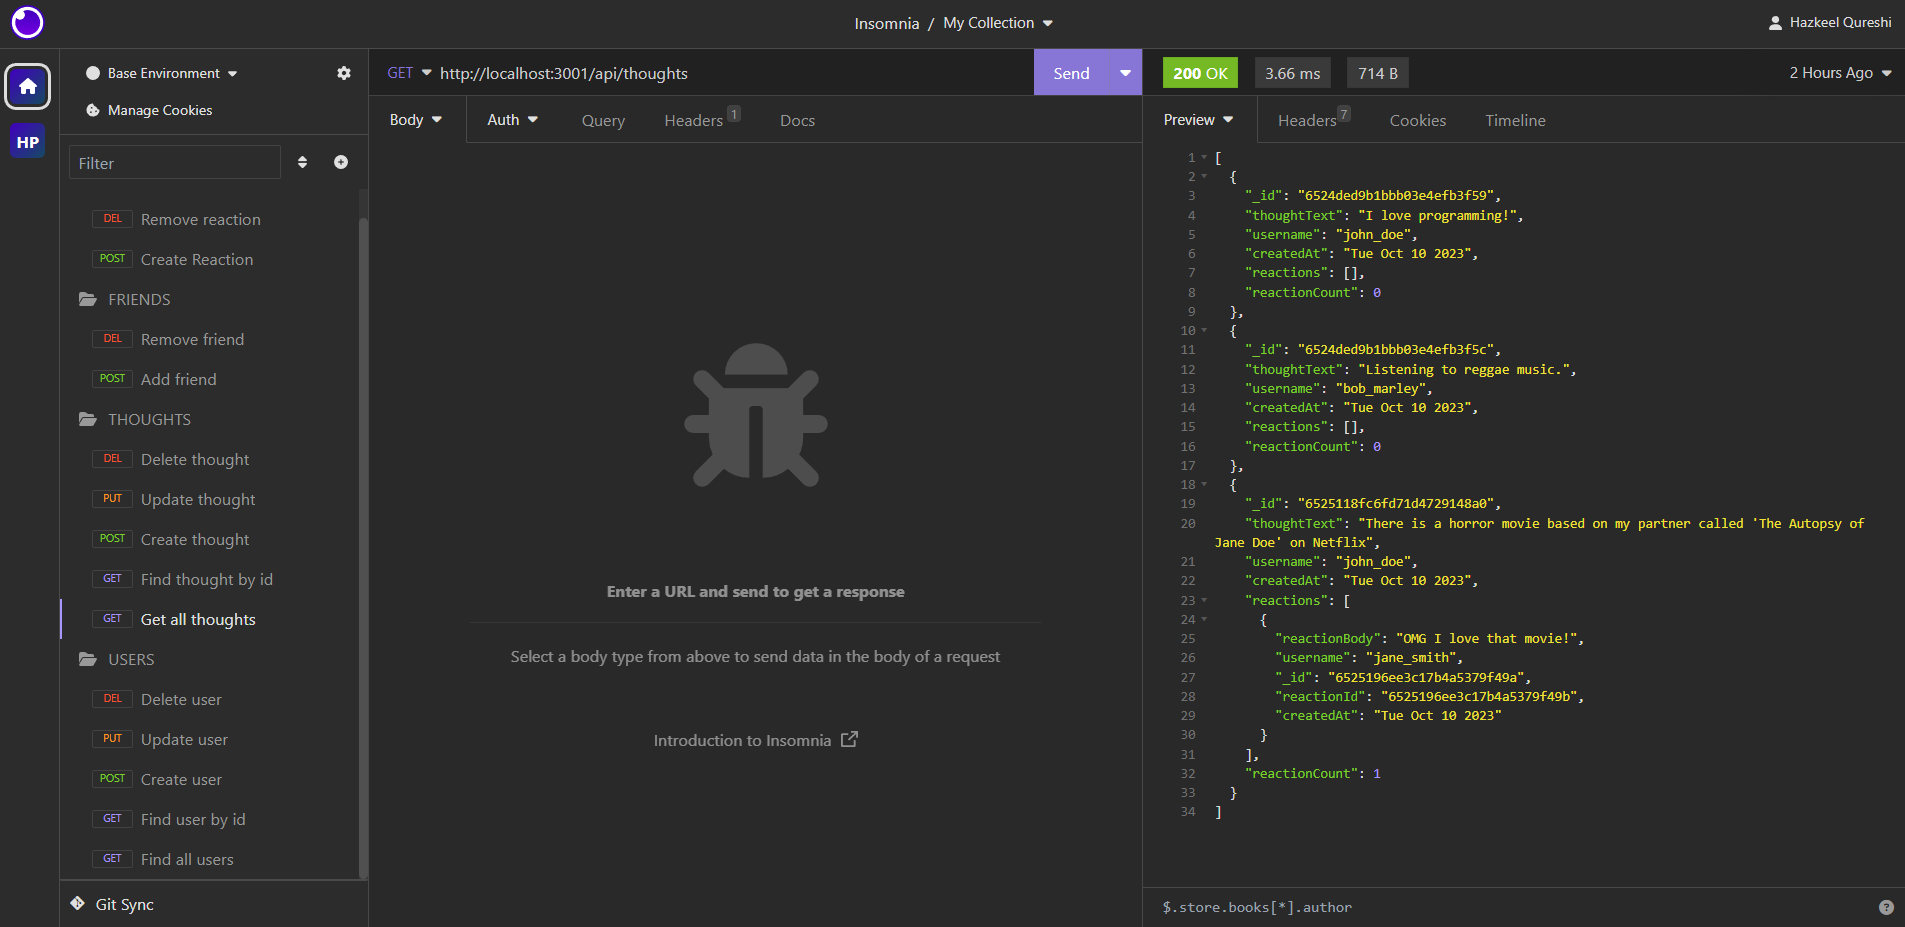 Insomnia / My Collection
Hazkeel Qureshi
HP
Base Environment
Manage Cookies
Filter
DEL Remove reaction
POST Create Reaction
FRIENDS
DEL Remove friend
POST Add friend
THOUGHTS
DEL Delete thought
PUT Update thought
POST Create thought
GET Find thought by id
GET Get all thoughts
USERS
DEL Delete user
PUT Update user
POST Create user
GET Find user by id
GET Find all users
Git Sync
GET http://localhost:3001/api/thoughts
Send
Body Auth Query Headers 1 Docs
Enter a URL and send to get a response
Select a body type from above to send data in the body of a request
Introduction to Insomnia
200 OK 3.66 ms 714 B 2 Hours Ago
Preview Headers 7 Cookies Timeline
1 [
2 {
3 "_id": "6524ded9b1bbb03e4efb3f59",
4 "thoughtText": "I love programming!",
5 "username": "john_doe",
6 "createdAt": "Tue Oct 10 2023",
7 "reactions": [],
8 "reactionCount": 0
9 },
10 {
11 "_id": "6524ded9b1bbb03e4efb3f5c",
12 "thoughtText": "Listening to reggae music.",
13 "username": "bob_marley",
14 "createdAt": "Tue Oct 10 2023",
15 "reactions": [],
16 "reactionCount": 0
17 },
18 {
19 "_id": "6525118fc6fd71d4729148a0",
20 "thoughtText": "There is a horror movie based on my partner called 'The Autopsy of
Jane Doe' on Netflix",
21 "username": "john_doe",
22 "createdAt": "Tue Oct 10 2023",
23 "reactions": [
24 {
25 "reactionBody": "OMG I love that movie!",
26 "username": "jane_smith",
27 "_id": "6525196ee3c17b4a5379f49a",
28 "reactionId": "6525196ee3c17b4a5379f49b",
29 "createdAt": "Tue Oct 10 2023"
30 }
31 ],
32 "reactionCount": 1
33 }
34 ]
$.store.books[*].author
?